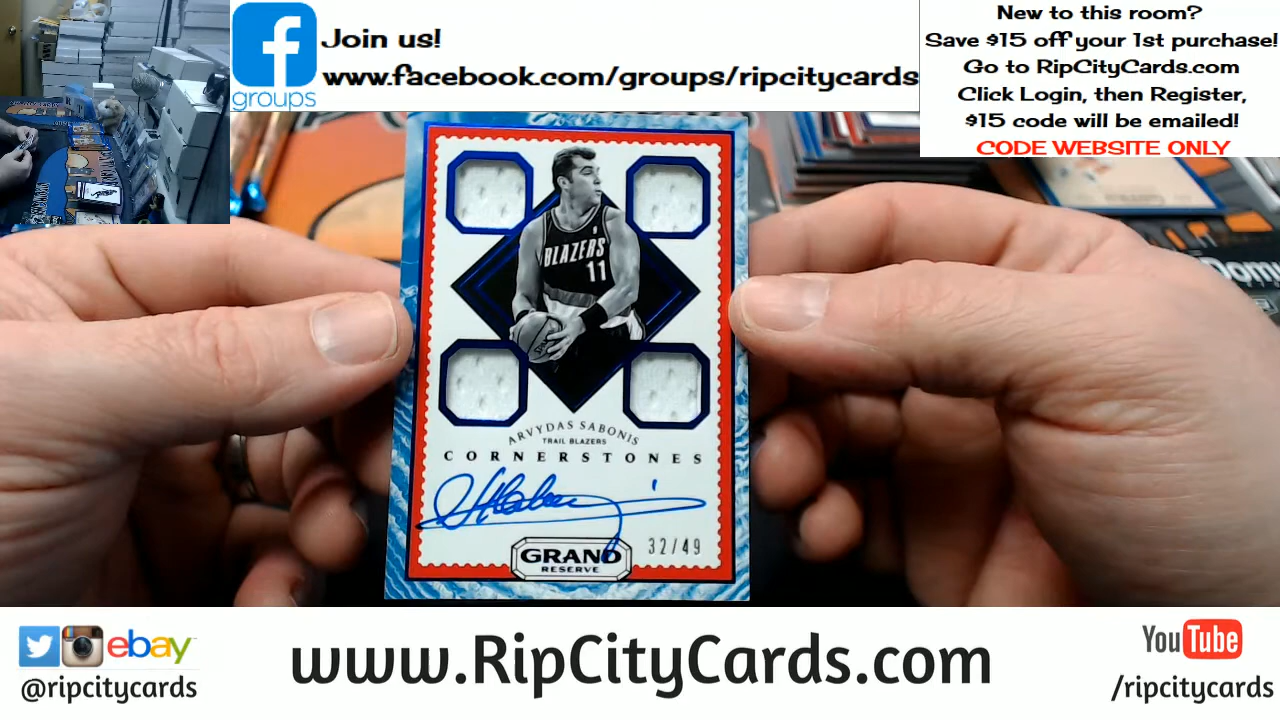 groups
Join us!
www.facebook.com/groups/ripcitycards
New to this room?
Save $15 off your 1st purchase!
Go to RipCityCards.com
Click Login, then Register,
$15 code will be emailed!
CODE WEBSITE ONLY
BLAZERS
11
ARVYDAS SABONIS
TRAIL BLAZERS
CORNERSTONES
GRAND
RESERVE
32/49
ebay
@ripcitycards
www.RipCityCards.com
YouTube
/ripcitycards